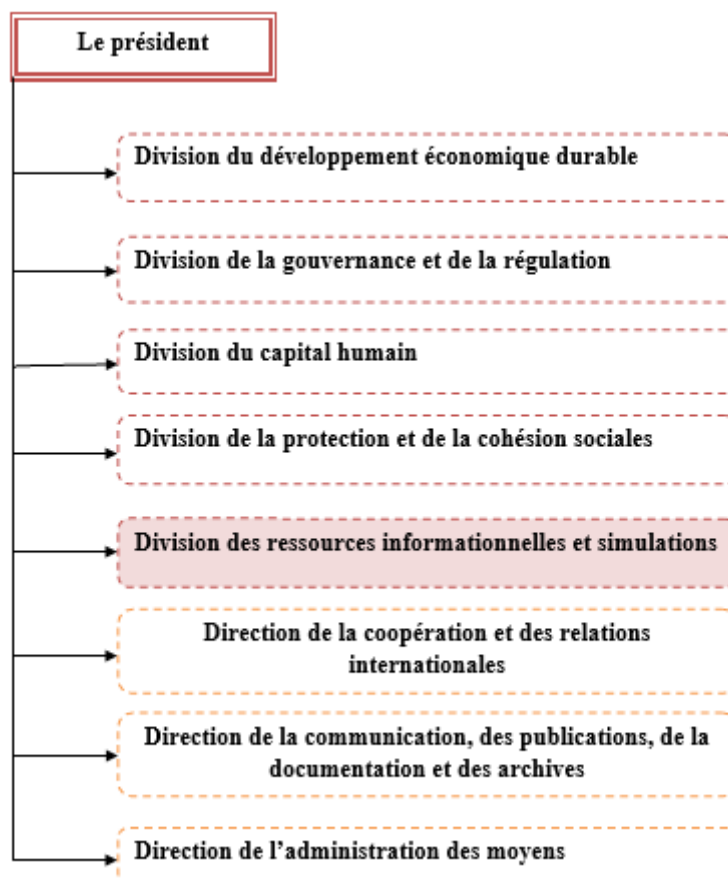 Le président
Division du développement économique durable
Division de la gouvernance et de la régulation
Division du capital humain
Division de la protection et de la cohésion sociales
Division des ressources informationnelles et simulations
Direction de la coopération et des relations
internationales
Direction de la communication, des publications, de la
documentation et des archives
Direction de l’administration des moyens